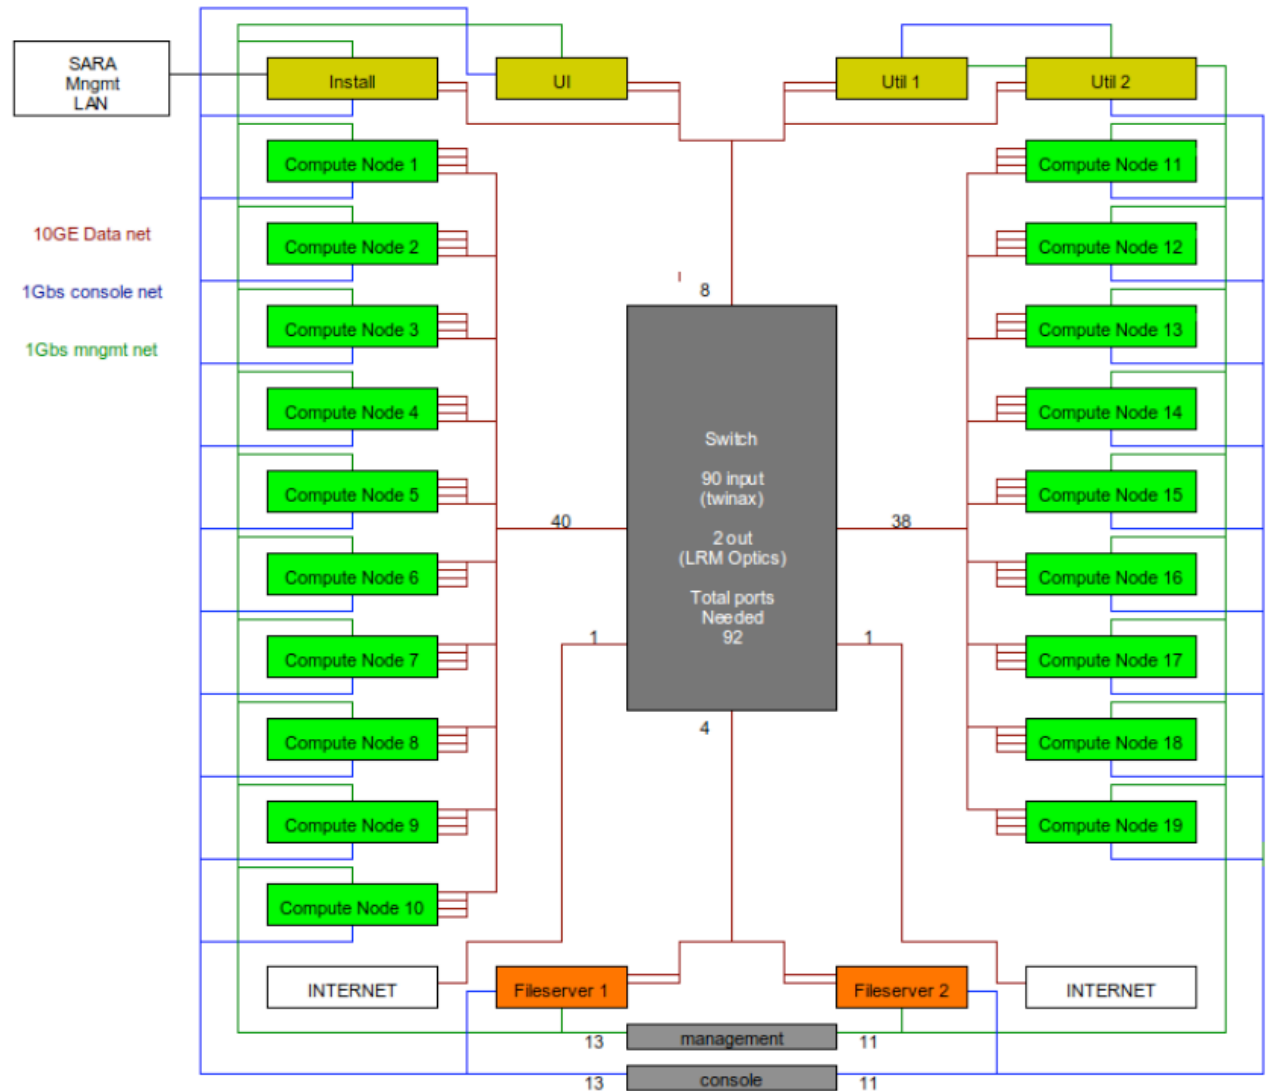 SARA
Mngmt
LAN
Install
UI
Util 1
Util 2
Compute Node 1
Compute Node 11
10GE Data net
Compute Node 2
Compute Node 12
1Gbs console net
8
Compute Node 3
Compute Node 13
1Gbs mngmt net
Compute Node 4
Compute Node 14
Switch
90 input
(twinax)
2 out
(LRM Optics)
Total ports
Needed
92
Compute Node 5
Compute Node 15
40
38
Compute Node 6
Compute Node 16
1
1
Compute Node 7
Compute Node 17
4
Compute Node 8
Compute Node 18
Compute Node 9
Compute Node 19
Compute Node 10
INTERNET
Fileserver 1
Fileserver 2
INTERNET
13
management
11
13
console
11